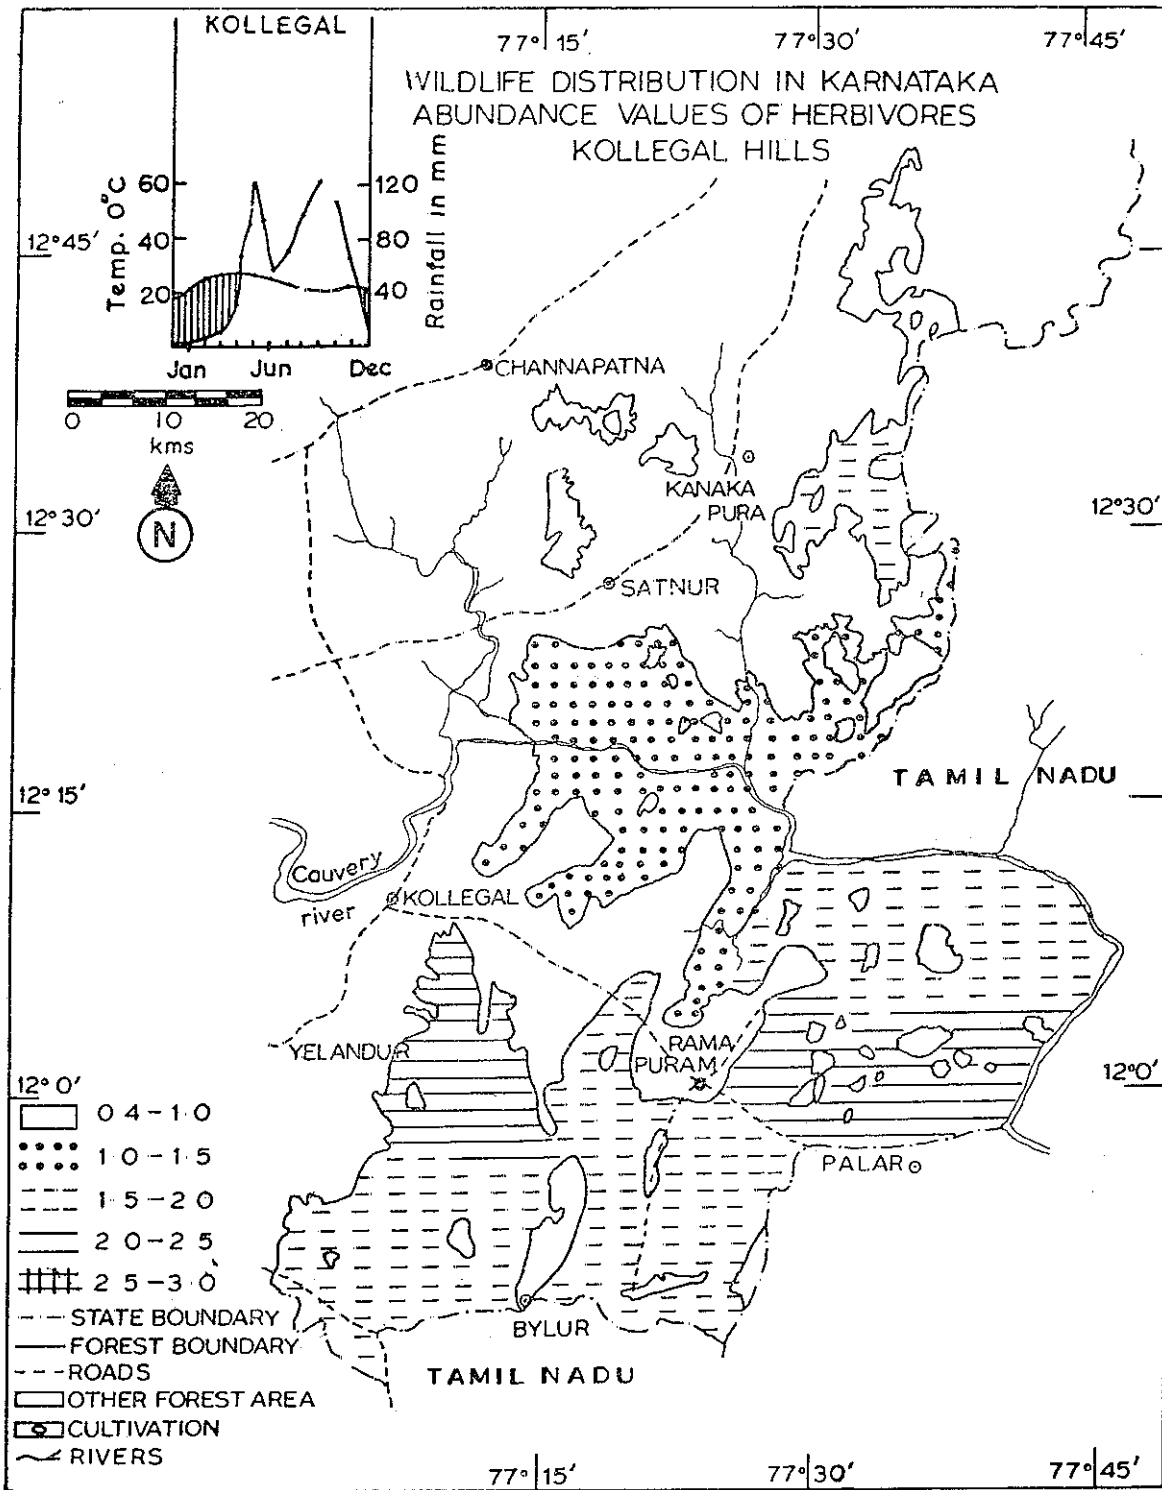 KOLLEGAL
77° 15′
77° 30′
77° 45′
WILDLIFE DISTRIBUTION IN KARNATAKA
ABUNDANCE VALUES OF HERBIVORES
KOLLEGAL HILLS
Temp. 0°C
60
40
20
120
80
40
Rainfall in mm
Jan Jun Dec
0 10 20
kms
N
12° 45′
12° 30′
12° 30′
12° 15′
12° 0′
12° 0′
CHANNAPATNA
KANAKA
PURA
SATNUR
TAMIL NADU
Cauvery
river
KOLLEGAL
YELANDUR
RAMA
PURAM
PALAR
BYLUR
TAMIL NADU
0 4 - 1 0
1 0 - 1 5
1 5 - 2 0
2 0 - 2 5
2 5 - 3 0
STATE BOUNDARY
FOREST BOUNDARY
ROADS
OTHER FOREST AREA
CULTIVATION
RIVERS
77° 15′
77° 30′
77° 45′